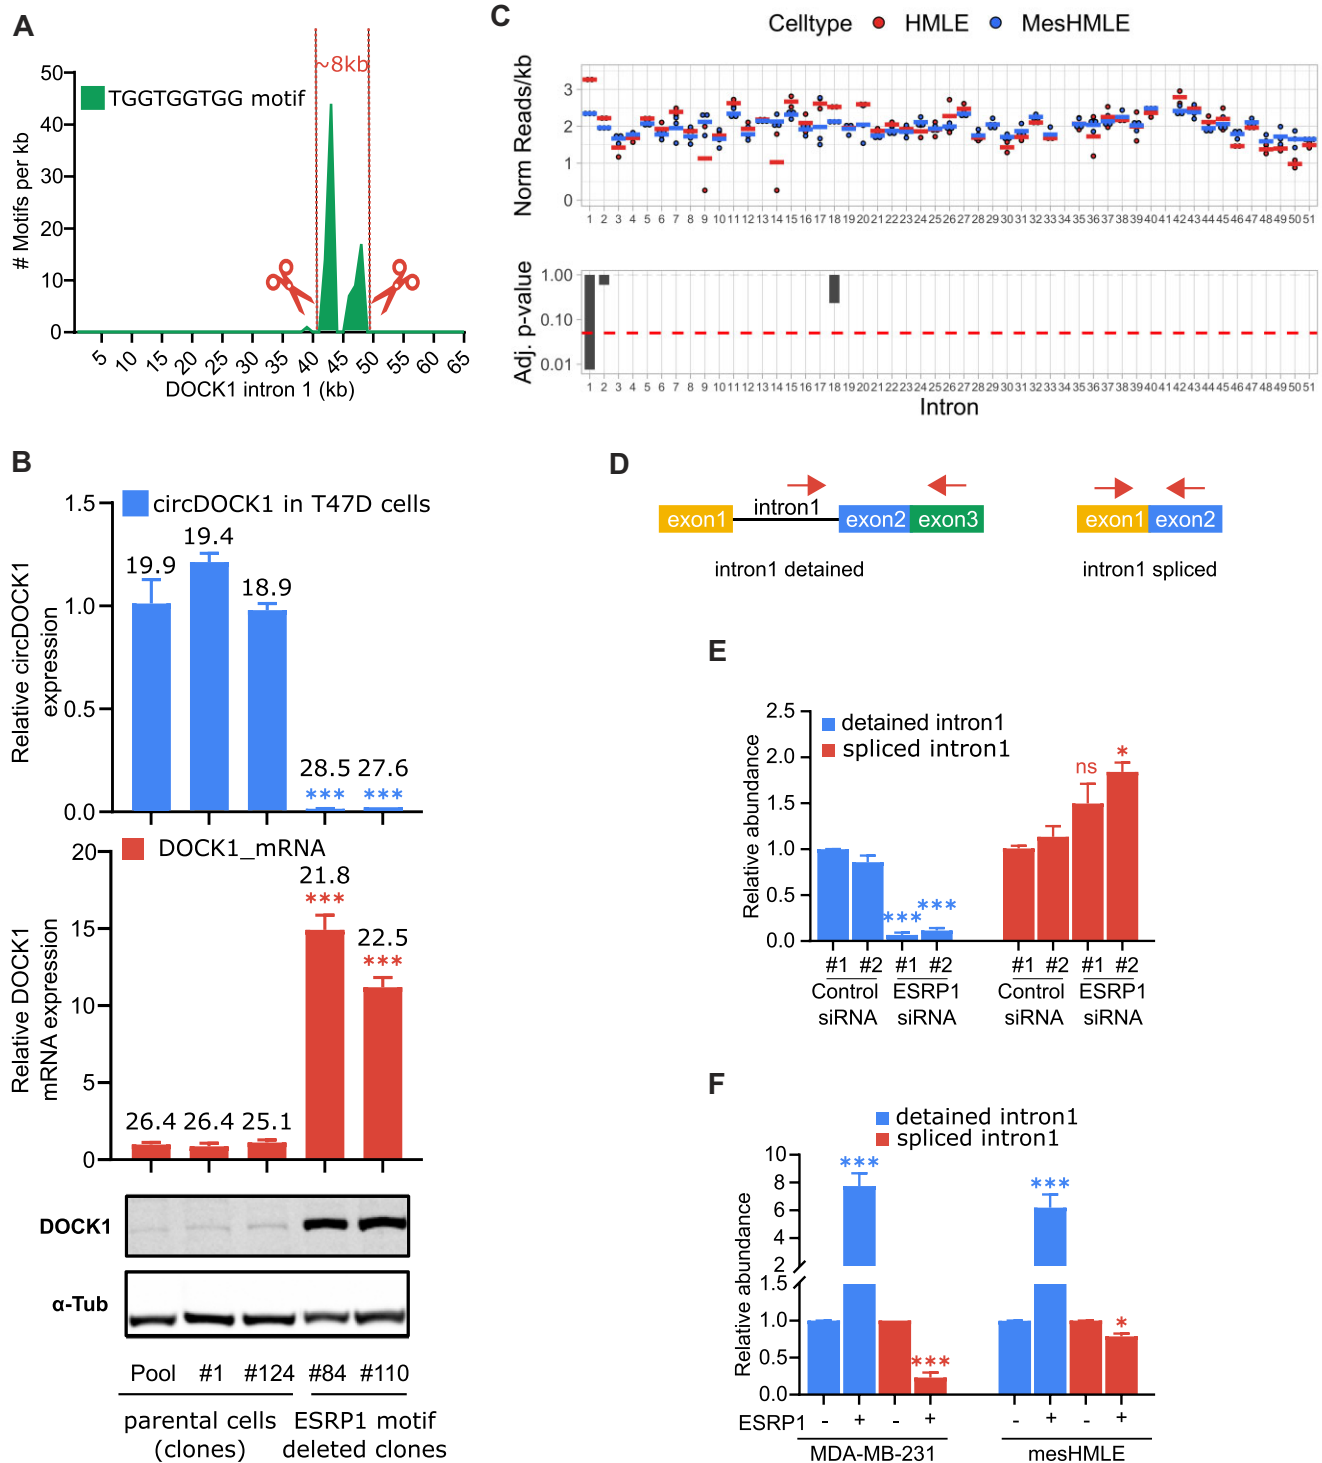 A
~8kb
TGGTGGTGG motif
# Motifs per kb
50
40
30
20
10
0
5 10 15 20 25 30 35 40 45 50 55 60 65
DOCK1 intron 1 (kb)
B
circDOCK1 in T47D cells
Relative circDOCK1
expression
1.5
1.0
0.5
0.0
19.9
19.4
18.9
28.5
***
27.6
***
DOCK1_mRNA
Relative DOCK1
mRNA expression
20
15
10
5
0
26.4
26.4
25.1
21.8
***
22.5
***
DOCK1
α-Tub
Pool #1 #124 #84 #110
parental cells
(clones)
ESRP1 motif
deleted clones
C
Celltype HMLE MesHMLE
Norm Reads/kb
3
2
1
0
1 2 3 4 5 6 7 8 9 10 11 12 13 14 15 16 17 18 19 20 21 22 23 24 25 26 27 28 29 30 31 32 33 34 35 36 37 38 39 40 41 42 43 44 45 46 47 48 49 50 51
Adj. p-value
1.00
0.10
0.01
1 2 3 4 5 6 7 8 9 10 11 12 13 14 15 16 17 18 19 20 21 22 23 24 25 26 27 28 29 30 31 32 33 34 35 36 37 38 39 40 41 42 43 44 45 46 47 48 49 50 51
Intron
D
exon1 intron1 exon2 exon3
intron1 detained
exon1 exon2
intron1 spliced
E
detained intron1
spliced intron1
Relative abundance
2.5
2.0
1.5
1.0
0.5
0.0
***
***
ns
*
#1 #2 #1 #2 #1 #2 #1 #2
Control
siRNA
ESRP1
siRNA
Control
siRNA
ESRP1
siRNA
F
detained intron1
spliced intron1
Relative abundance
10
8
6
4
2
1.5
1.0
0.5
0.0
***
***
***
*
ESRP1 - + - + - + - +
MDA-MB-231 mesHMLE